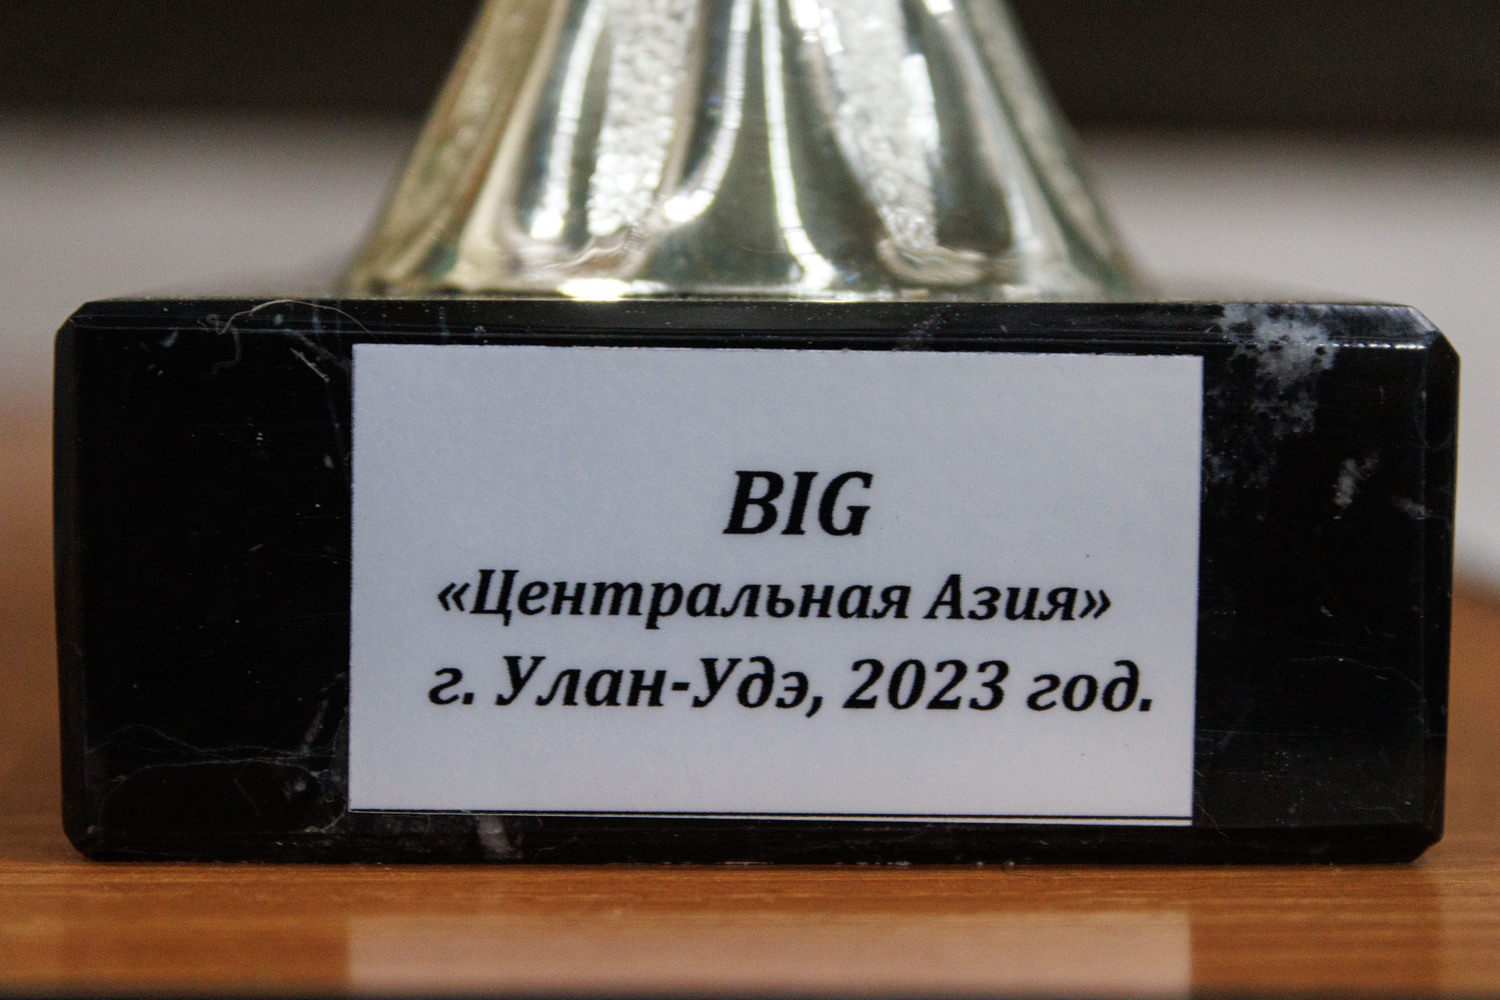 BIG
«Центральная Азия»
г. Улан-Удэ, 2023 год.